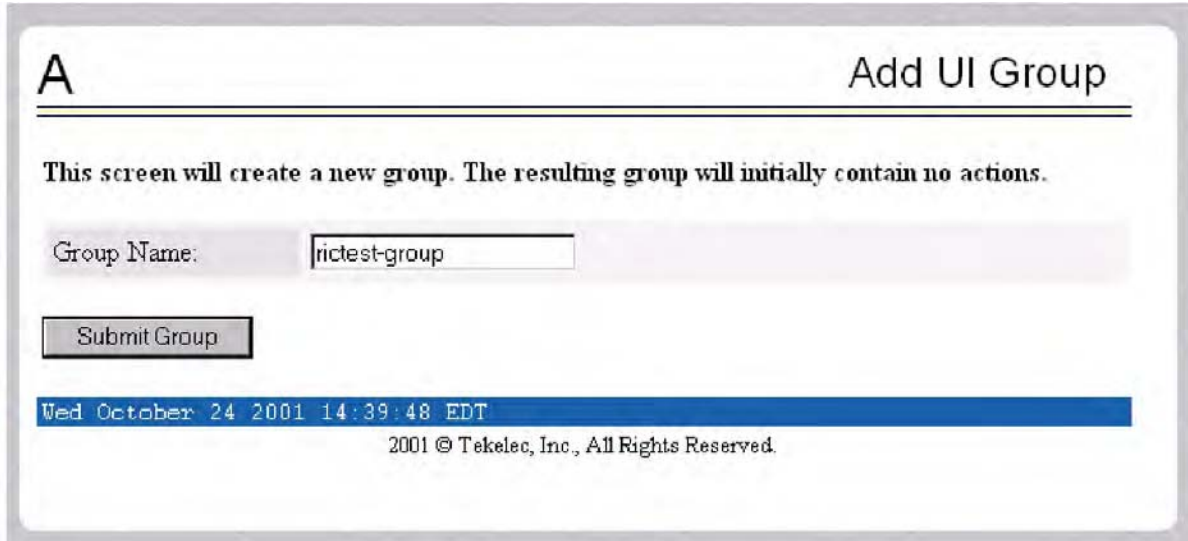 A Add UI Group
This screen will create a new group. The resulting group will initially contain no actions.
Group Name: rictest-group
Submit Group
Wed October 24 2001 14:39:48 EDT
2001 © Tekelec, Inc., All Rights Reserved.